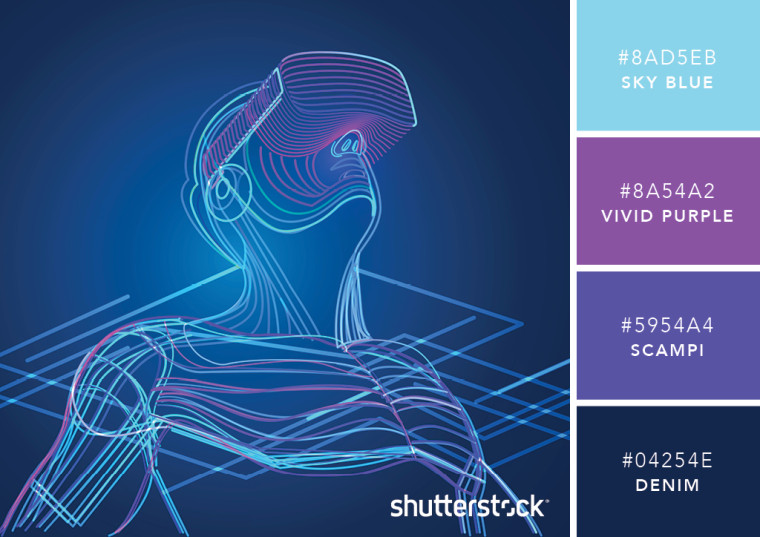 #8AD5EB
SKY BLUE
#8A54A2
VIVID PURPLE
#5954A4
SCAMPI
#04254E
DENIM
shutterstock®